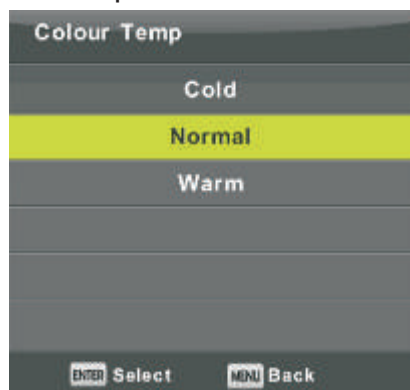 Colour Temp
Cold
Normal
Warm
ENTER Select MENU Back